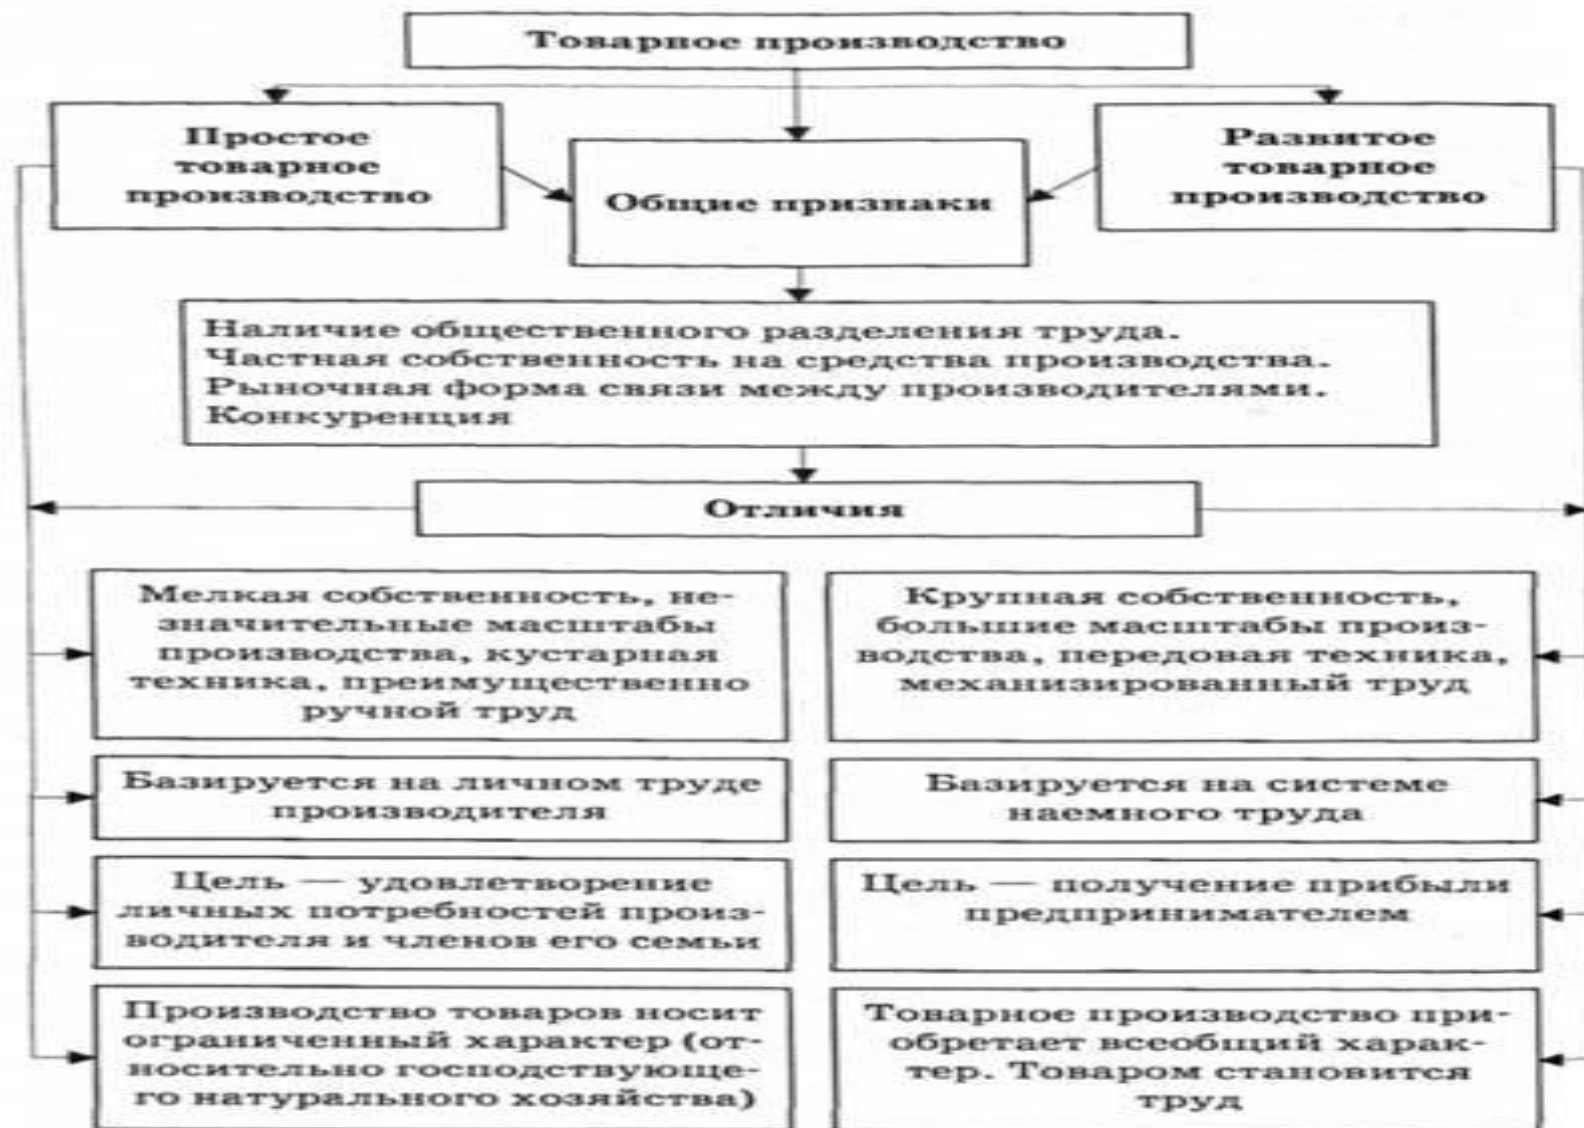 Товарное производство
Простое
товарное
производство
Общие признаки
Развитое
товарное
производство
Наличие общественного разделения труда.
Частная собственность на средства производства.
Рыночная форма связи между производителями.
Конкуренция
Отличия
Мелкая собственность, не-
значительные масштабы
производства, кустарная
техника, преимущественно
ручной труд
Крупная собственность,
большие масштабы произ-
водства, передовая техника,
механизированный труд
Базируется на личном труде
производителя
Базируется на системе
наемного труда
Цель — удовлетворение
личных потребностей произ-
водителя и членов его семьи
Цель — получение прибыли
предпринимателем
Производство товаров носит
ограниченный характер (от-
носительно господствующе-
го натурального хозяйства)
Товарное производство при-
обретает всеобщий харак-
тер. Товаром становится
труд